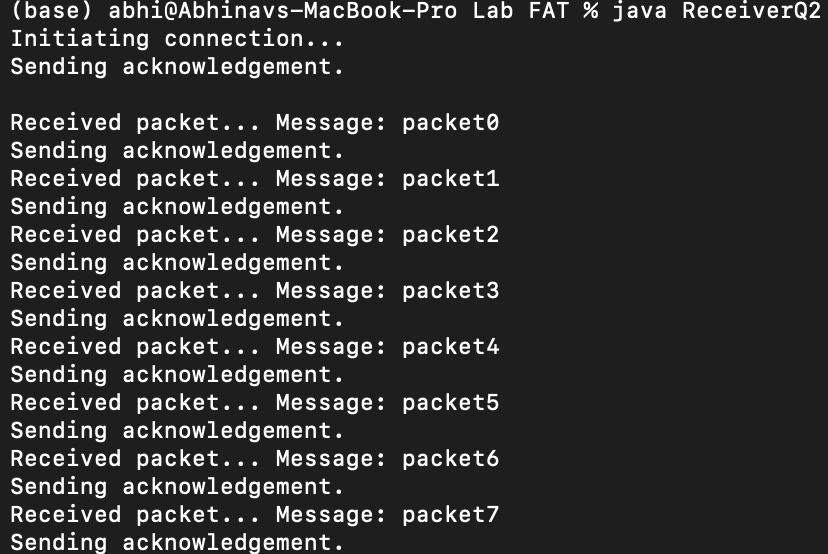 (base) abhi@Abhinavs-MacBook-Pro Lab FAT % java ReceiverQ2
Initiating connection...
Sending acknowledgement.
Received packet... Message: packet0
Sending acknowledgement.
Received packet... Message: packet1
Sending acknowledgement.
Received packet... Message: packet2
Sending acknowledgement.
Received packet... Message: packet3
Sending acknowledgement.
Received packet... Message: packet4
Sending acknowledgement.
Received packet... Message: packet5
Sending acknowledgement.
Received packet... Message: packet6
Sending acknowledgement.
Received packet... Message: packet7
Sending acknowledgement.